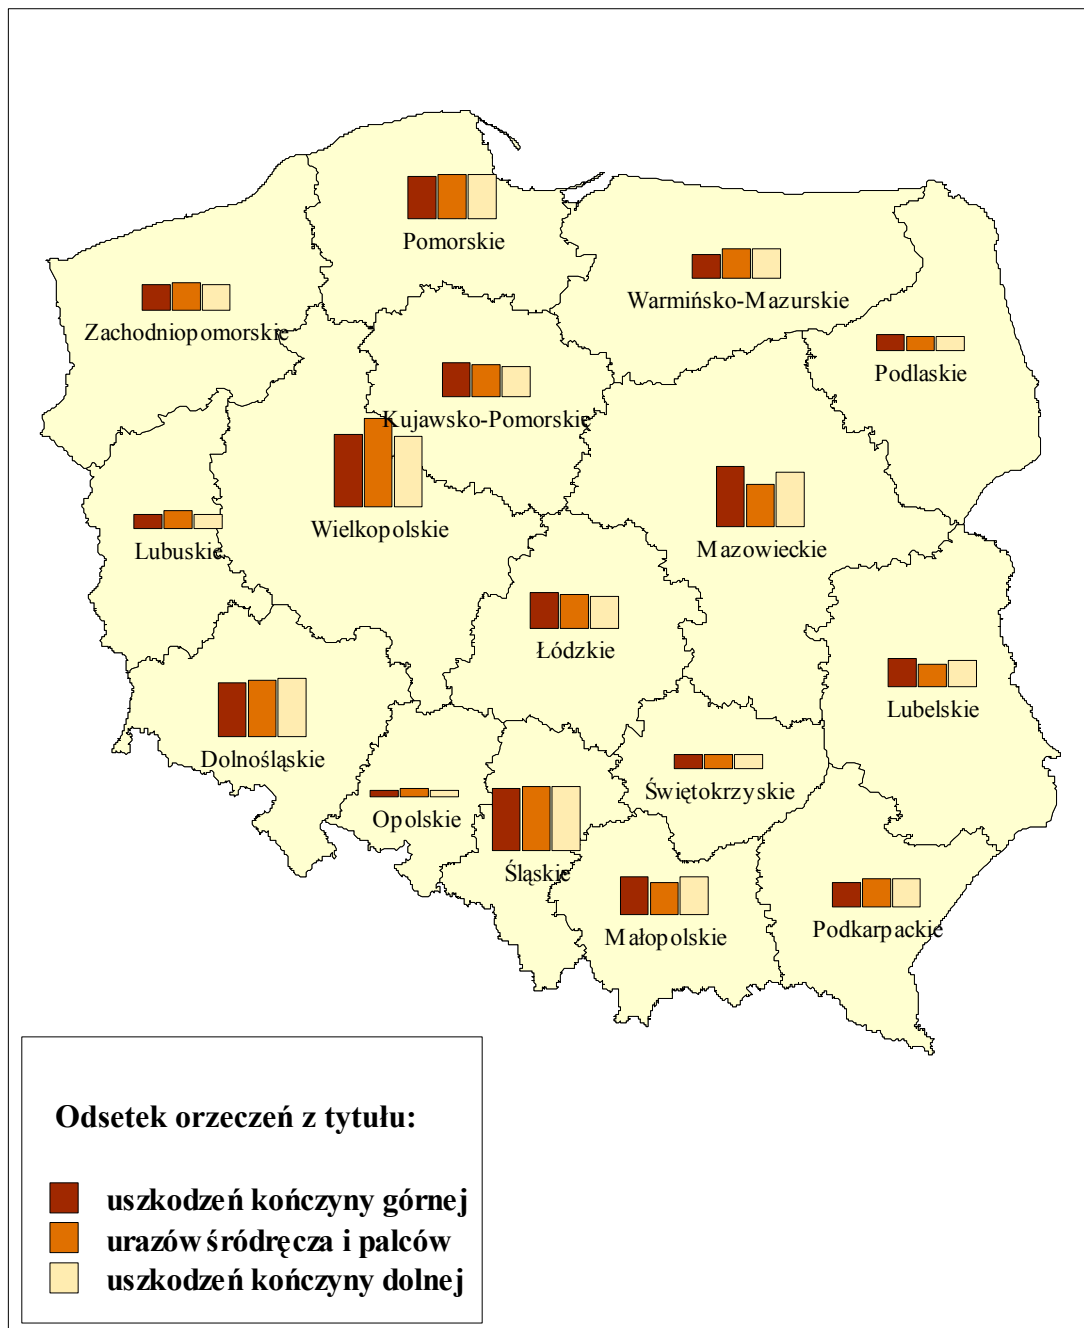 Pomorskie
Warmińsko-Mazurskie
Zachodniopomorskie
Podlaskie
Kujawsko-Pomorskie
Wielkopolskie
Mazowieckie
Lubuskie
Łódzkie
Lubelskie
Dolnośląskie
Świętokrzyskie
Opolskie
Śląskie
Małopolskie
Podkarpackie
Odsetek orzeczeń z tytułu:
uszkodzeń kończyny górnej
urazów śródręcza i palców
uszkodzeń kończyny dolnej